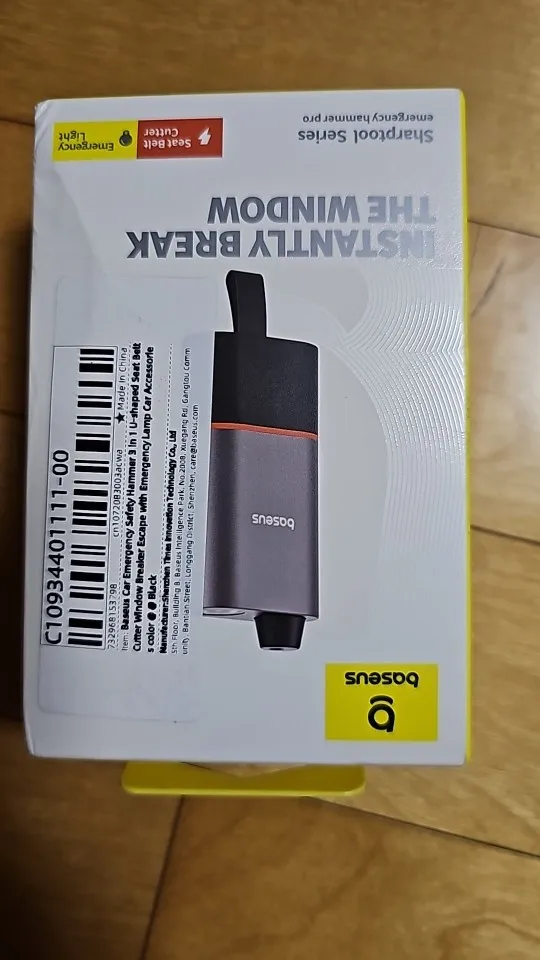 baseus
baseus
INSTANTLY BREAK
THE WINDOW
Sharptool Series
emergency hammer pro
Seat Belt
Cutter
Emergency
Light
C10934401111-00
732968153798 cn1072083003acwa
★ Made in China
Item: Baseus Car Emergency Safety Hammer 3 in 1 U-shaped Seat Belt
Cutter Window Breaker Escape with Emergency Lamp Car Accessorie
s color ● ● Black
Manufacturer:Shenzhen Times Innovation Technology Co., Ltd
5th Floor, Building B, Baseus Intelligence Park, No.2008, Xuegang Rd, Gangtou Comm
unity, Bantian Street, Longgang District, Shenzhen, care@baseus.com